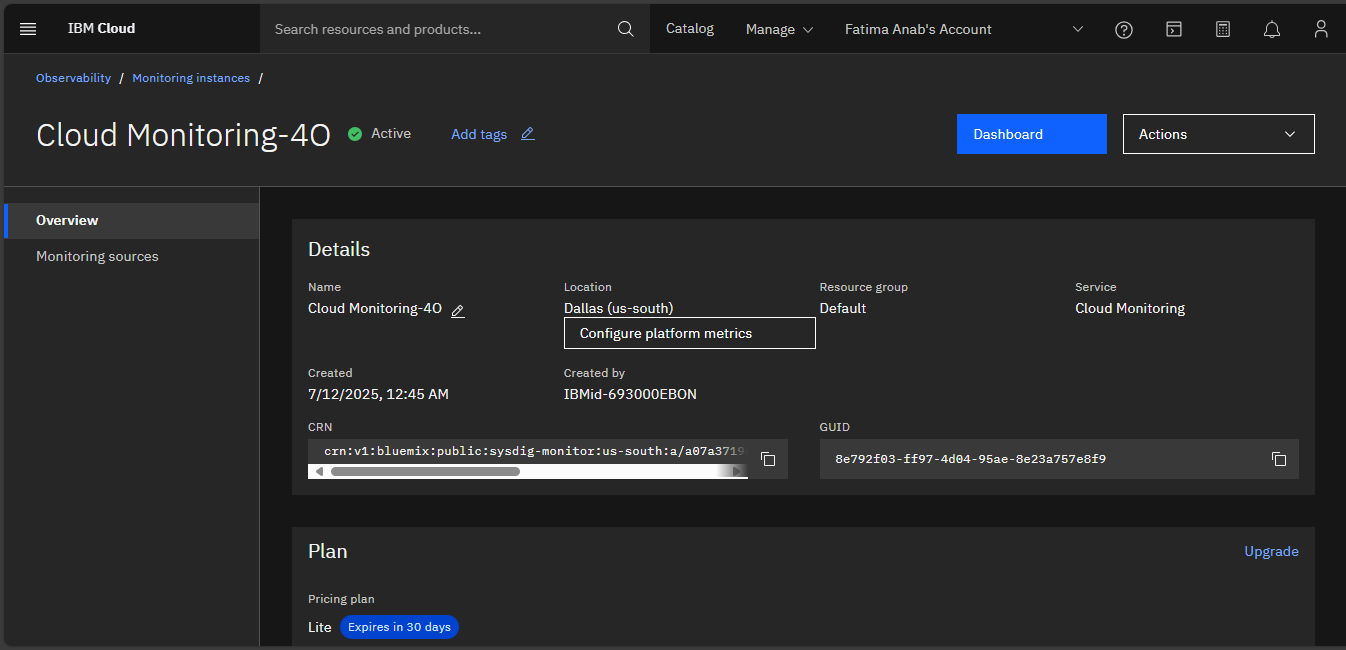 IBM Cloud
Search resources and products...
Catalog
Manage
Fatima Anab's Account
Observability / Monitoring instances /
Cloud Monitoring-4O
Active
Add tags
Dashboard
Actions
Overview
Monitoring sources
Details
Name
Cloud Monitoring-4O
Location
Dallas (us-south)
Configure platform metrics
Resource group
Default
Service
Cloud Monitoring
Created
7/12/2025, 12:45 AM
Created by
IBMid-693000EBON
CRN
crn:v1:bluemix:public:sysdig-monitor:us-south:a/a07a3719
GUID
8e792f03-ff97-4d04-95ae-8e23a757e8f9
Plan
Upgrade
Pricing plan
Lite
Expires in 30 days